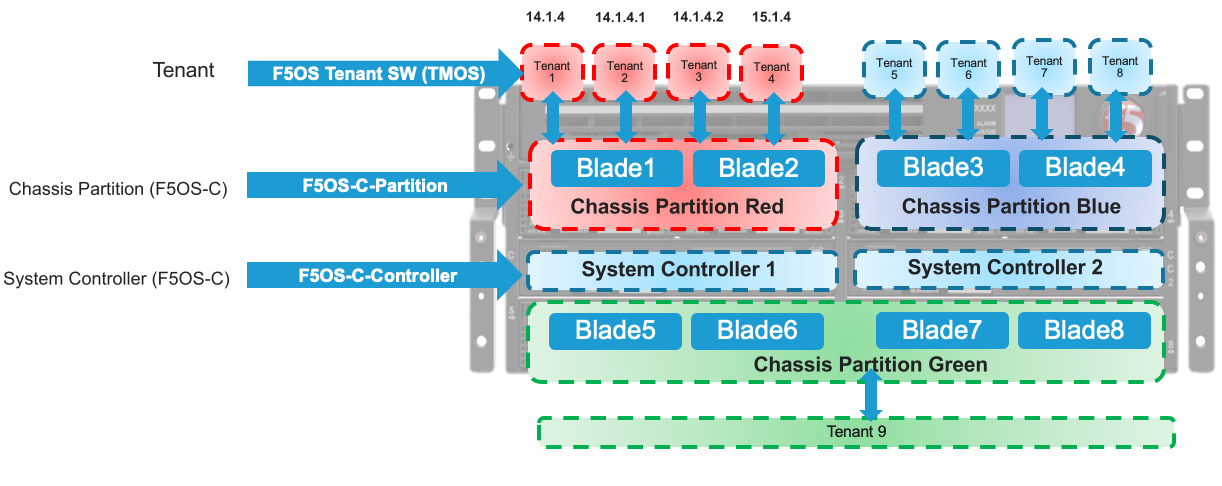 14.1.4 14.1.4.1 14.1.4.2 15.1.4
Tenant
F5OS Tenant SW (TMOS)
Tenant
1
Tenant
2
Tenant
3
Tenant
4
Tenant
5
Tenant
6
Tenant
7
Tenant
8
XXXX
ALARM
STATUS
Chassis Partition (F5OS-C)
F5OS-C-Partition
Blade1 Blade2
Chassis Partition Red
Blade3 Blade4
Chassis Partition Blue
System Controller (F5OS-C)
F5OS-C-Controller
System Controller 1
System Controller 2
Blade5 Blade6 Blade7 Blade8
Chassis Partition Green
Tenant 9